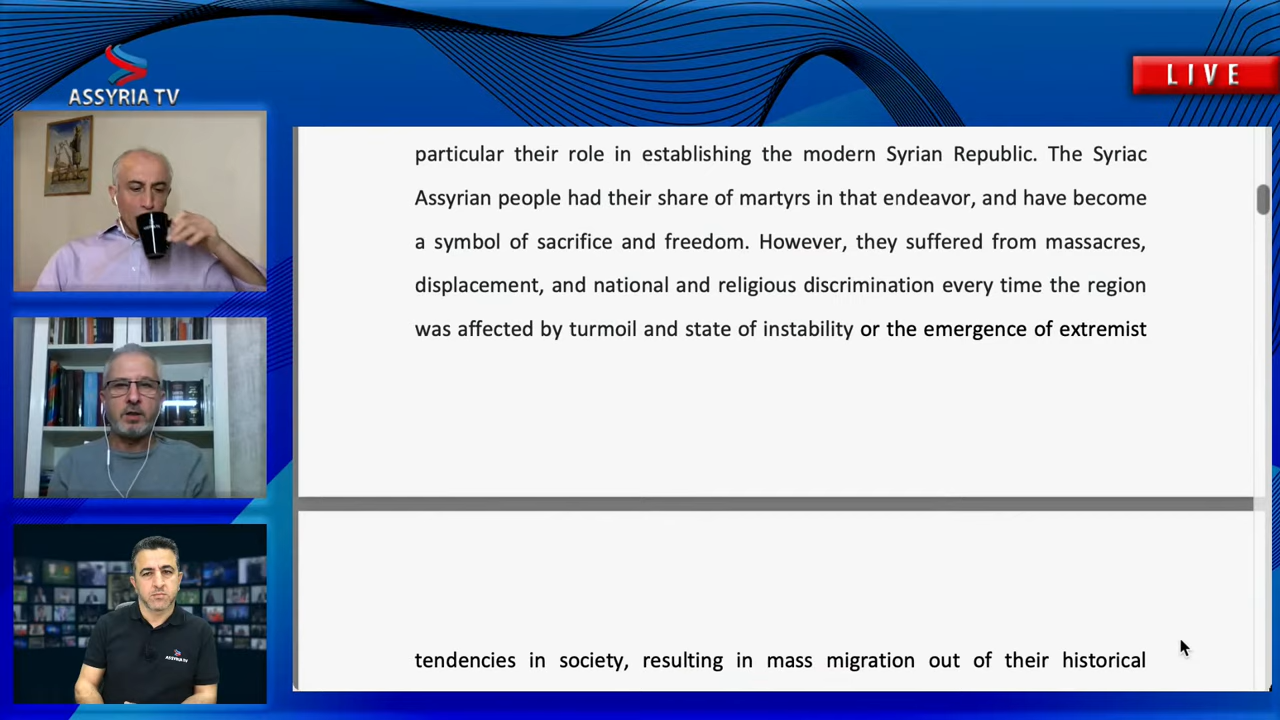 ASSYRIA TV
LIVE
particular their role in establishing the modern Syrian Republic. The Syriac
Assyrian people had their share of martyrs in that endeavor, and have become
a symbol of sacrifice and freedom. However, they suffered from massacres,
displacement, and national and religious discrimination every time the region
was affected by turmoil and state of instability or the emergence of extremist
tendencies in society, resulting in mass migration out of their historical
ASSYRIA TV